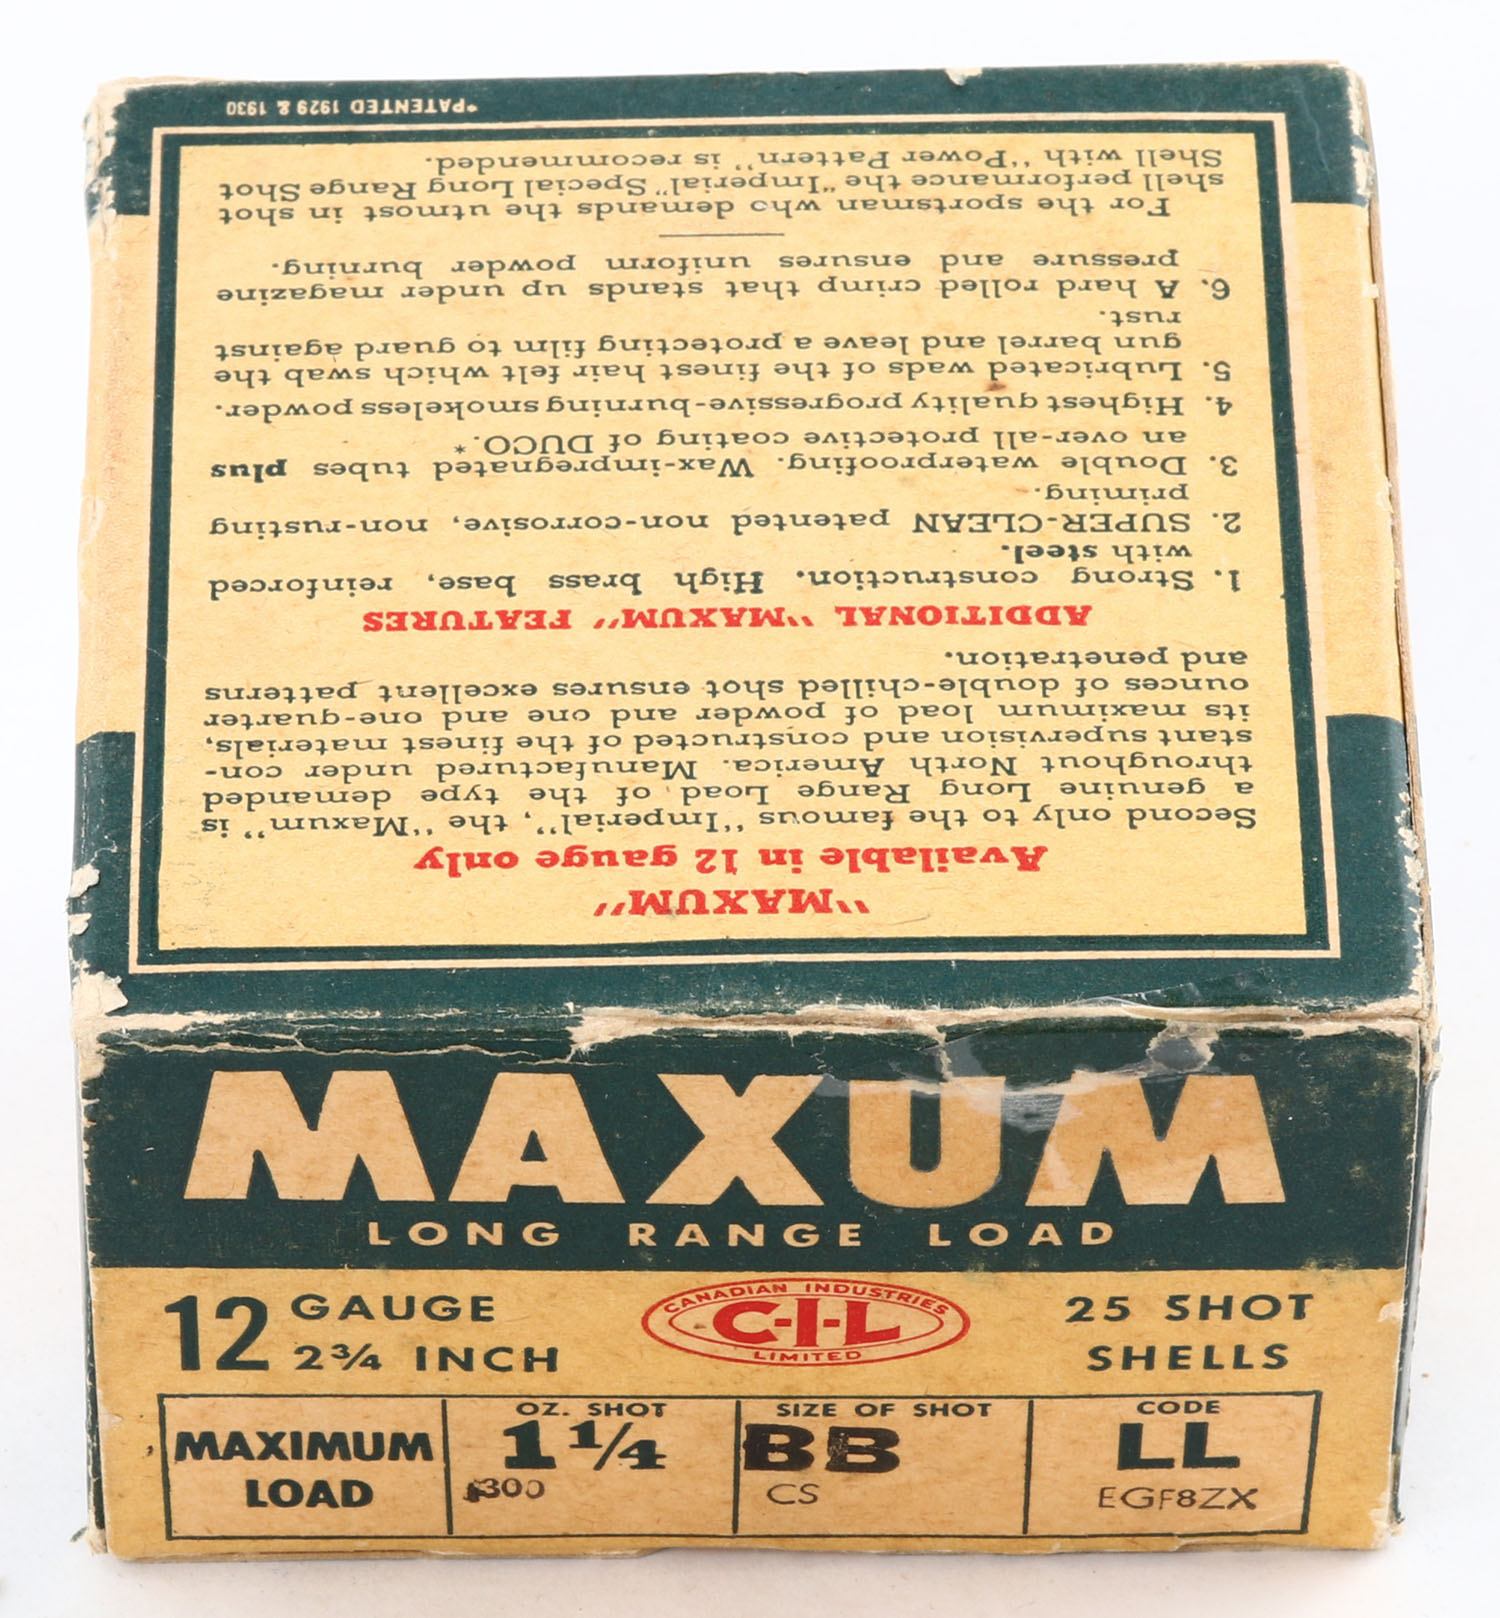 "MAXUM"
Available in 12 gauge only
Second only to the famous "Imperial", the "Maxum" is
a genuine Long Range Load of the type demanded
throughout North America. Manufactured under con-
stant supervision and constructed of the finest materials,
its maximum load of powder and one and one-quarter
ounces of double-chilled shot ensures excellent patterns
and penetration.
ADDITIONAL "MAXUM" FEATURES
1. Strong construction. High brass base, reinforced
with steel.
2. SUPER-CLEAN patented non-corrosive, non-rusting
priming.
3. Double waterproofing. Wax-impregnated tubes plus
an over-all protective coating of DUCO.*
4. Highest quality progressive-burning smokeless powder.
5. Lubricated wads of the finest hair felt which swab the
gun barrel and leave a protecting film to guard against
rust.
6. A hard rolled crimp that stands up under magazine
pressure and ensures uniform powder burning.
For the sportsman who demands the utmost in shot
shell performance the "Imperial" Special Long Range Shot
Shell with "Power Pattern" is recommended.
*PATENTED 1929 & 1930
MAXUM
LONG RANGE LOAD
12 GAUGE
2¾ INCH
CANADIAN INDUSTRIES
C-I-L
LIMITED
25 SHOT
SHELLS
MAXIMUM
LOAD
OZ. SHOT
1 1/4
SIZE OF SHOT
BB
CS
CODE
LL
EGF8ZX